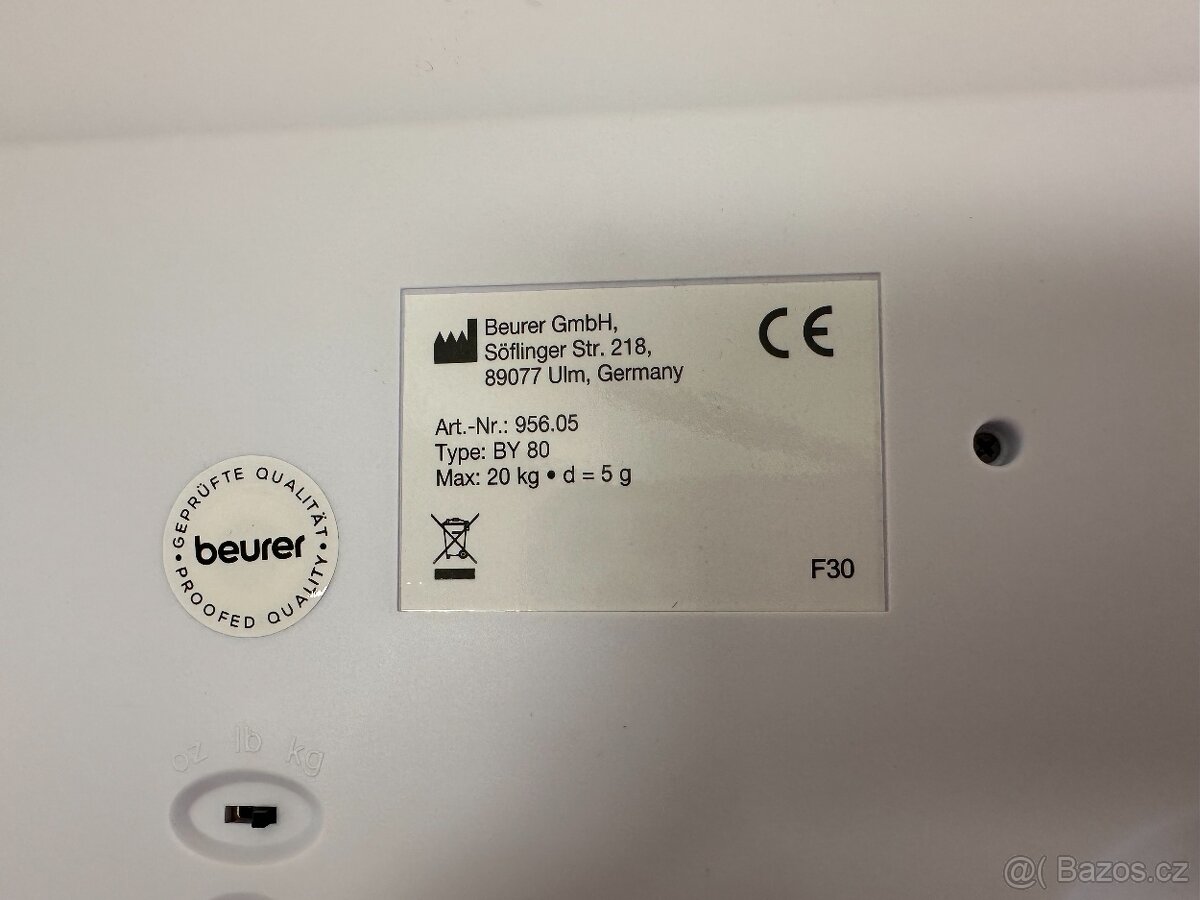 Beurer GmbH,
Söflinger Str. 218,
89077 Ulm, Germany
CE
Art.-Nr.: 956.05
Type: BY 80
Max: 20 kg • d = 5 g
F30
• GEPRÜFTE QUALITÄT •
beurer
PROOFED QUALITY
oz lb kg
@( Bazos.cz